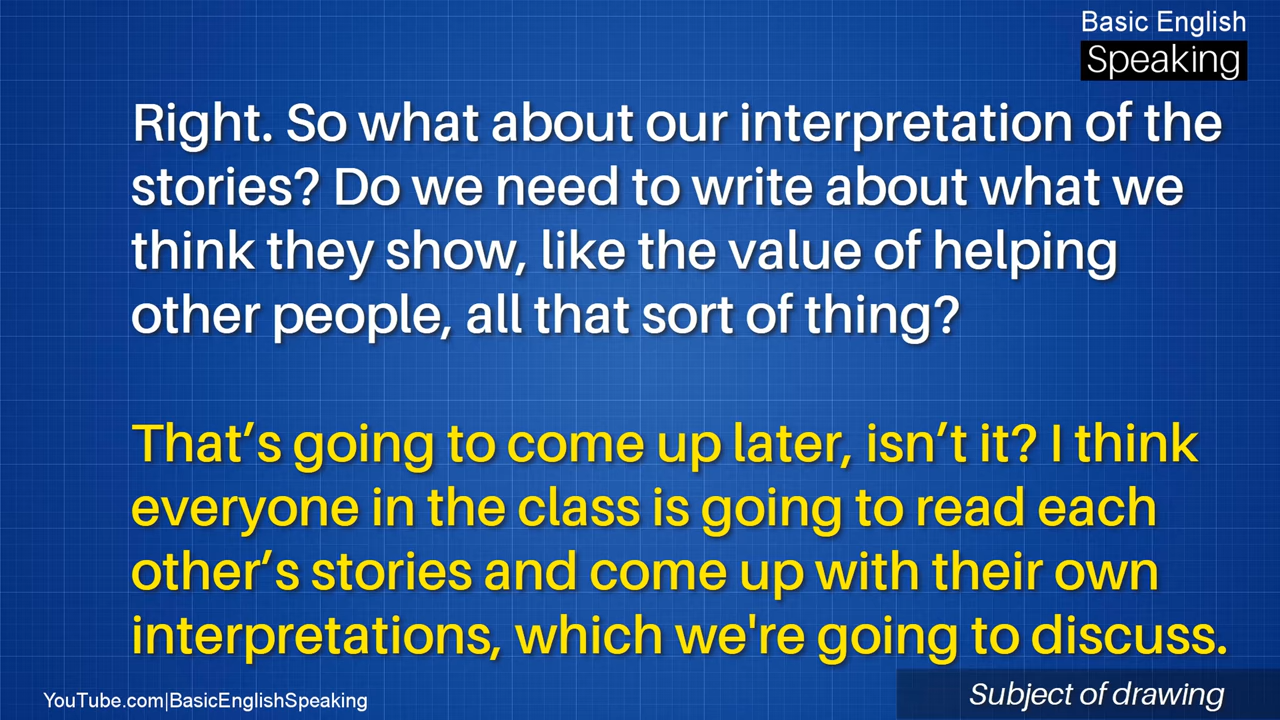 Basic English
Speaking
Right. So what about our interpretation of the
stories? Do we need to write about what we
think they show, like the value of helping
other people, all that sort of thing?
That’s going to come up later, isn’t it? I think
everyone in the class is going to read each
other’s stories and come up with their own
interpretations, which we're going to discuss.
YouTube.com|BasicEnglishSpeaking
Subject of drawing